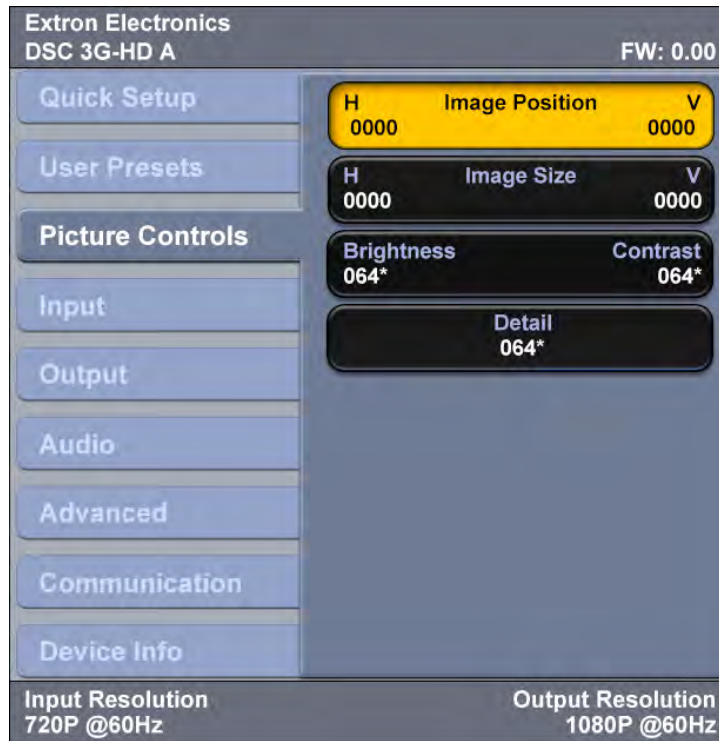 Extron Electronics
DSC 3G-HD A FW: 0.00
Quick Setup
User Presets
Picture Controls
Input
Output
Audio
Advanced
Communication
Device Info
H Image Position V
0000 0000
H Image Size V
0000 0000
Brightness Contrast
064* 064*
Detail
064*
Input Resolution Output Resolution
720P @60Hz 1080P @60Hz